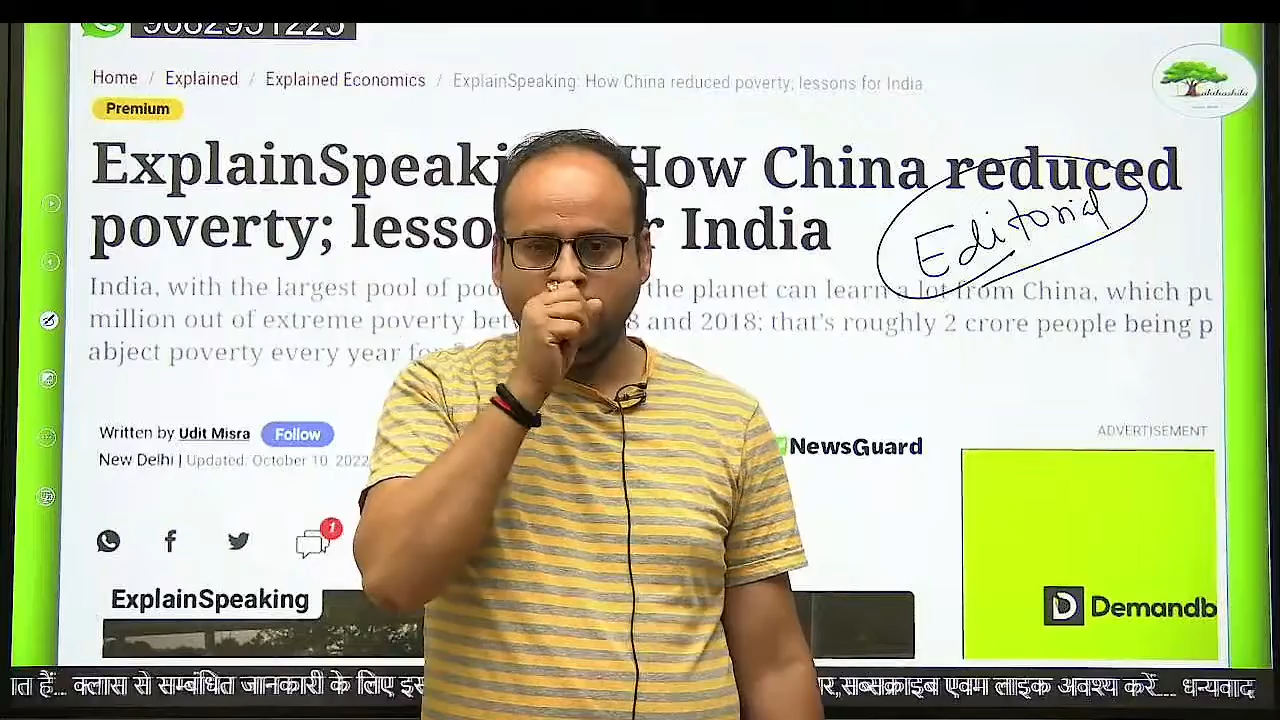 9682951225
Home / Explained / Explained Economics / ExplainSpeaking: How China reduced poverty; lessons for India
Premium
ExplainSpeaki How China reduced
poverty; lesso r India
Editorial
India, with the largest pool of poo the planet can learn a lot from China, which pu
million out of extreme poverty bet 8 and 2018; that's roughly 2 crore people being p
abject poverty every year fo
Written by Udit Misra Follow
New Delhi | Updated: October 10, 2022
NewsGuard
ADVERTISEMENT
1
ExplainSpeaking
D Demandb
ात हैं... क्लास से सम्बंधित जानकारी के लिए इस र,सब्सक्राइब एवम लाइक अवश्य करें.... धन्यवाद